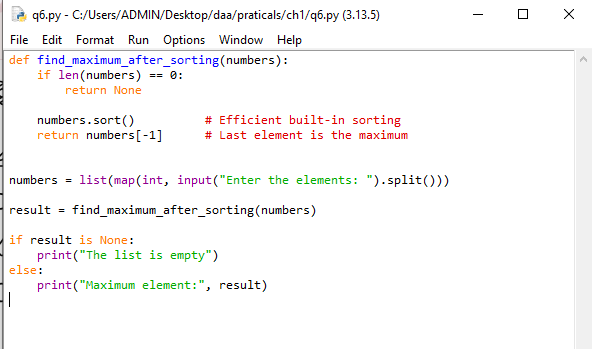 q6.py - C:/Users/ADMIN/Desktop/daa/praticals/ch1/q6.py (3.13.5)
File Edit Format Run Options Window Help
def find_maximum_after_sorting(numbers):
    if len(numbers) == 0:
        return None

    numbers.sort()          # Efficient built-in sorting
    return numbers[-1]      # Last element is the maximum


numbers = list(map(int, input("Enter the elements: ").split()))

result = find_maximum_after_sorting(numbers)

if result is None:
    print("The list is empty")
else:
    print("Maximum element:", result)